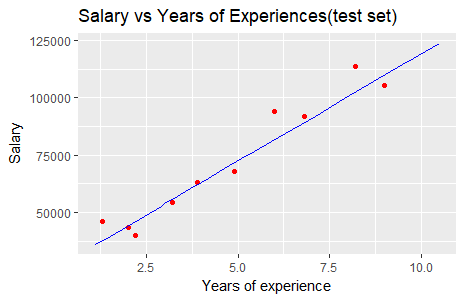 Salary vs Years of Experiences(test set)
125000
100000
75000
50000
Salary
2.5 5.0 7.5 10.0
Years of experience